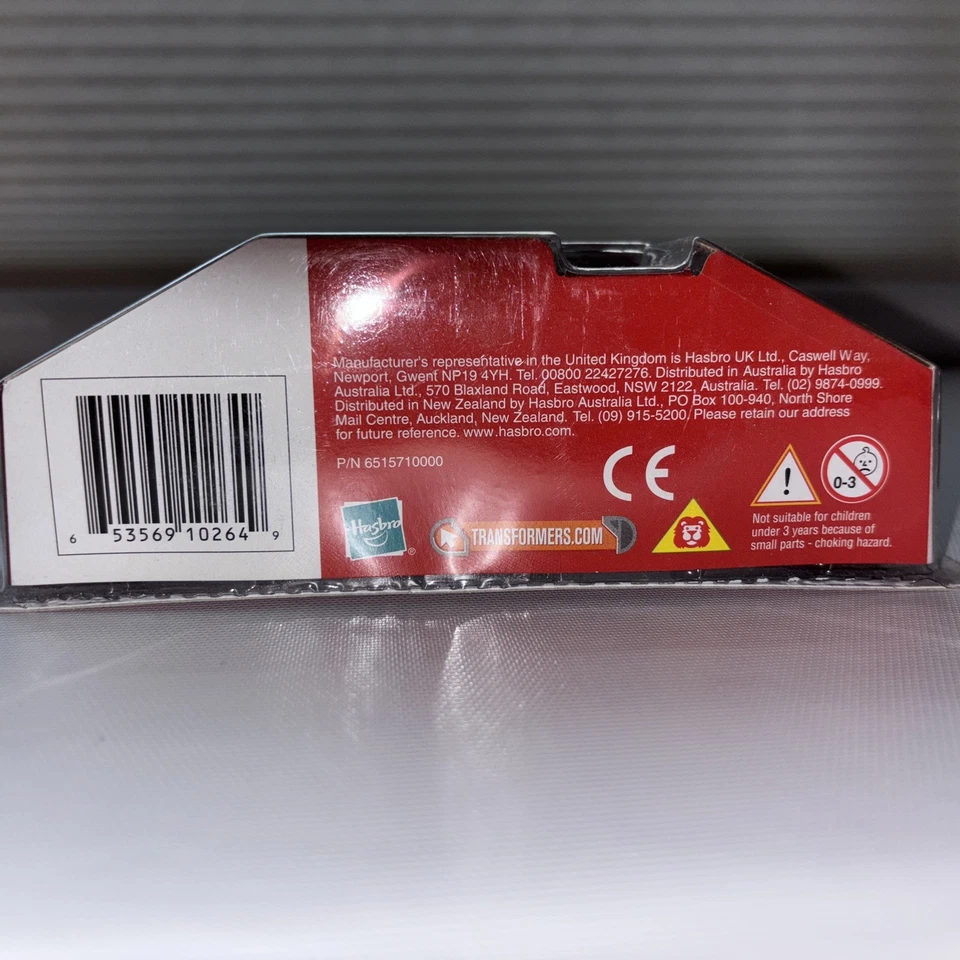 Manufacturer's representative in the United Kingdom is Hasbro UK Ltd., Caswell Way,
Newport, Gwent NP19 4YH. Tel. 00800 22427276. Distributed in Australia by Hasbro
Australia Ltd., 570 Blaxland Road, Eastwood, NSW 2122, Australia. Tel. (02) 9874-0999.
Distributed in New Zealand by Hasbro Australia Ltd., PO Box 100-940, North Shore
Mail Centre, Auckland, New Zealand. Tel. (09) 915-5200. Please retain our address
for future reference. www.hasbro.com.
P/N 6515710000
CE
0-3
Not suitable for children
under 3 years because of
small parts - choking hazard.
Hasbro ®
TRANSFORMERS.COM
6 53569 10264 9